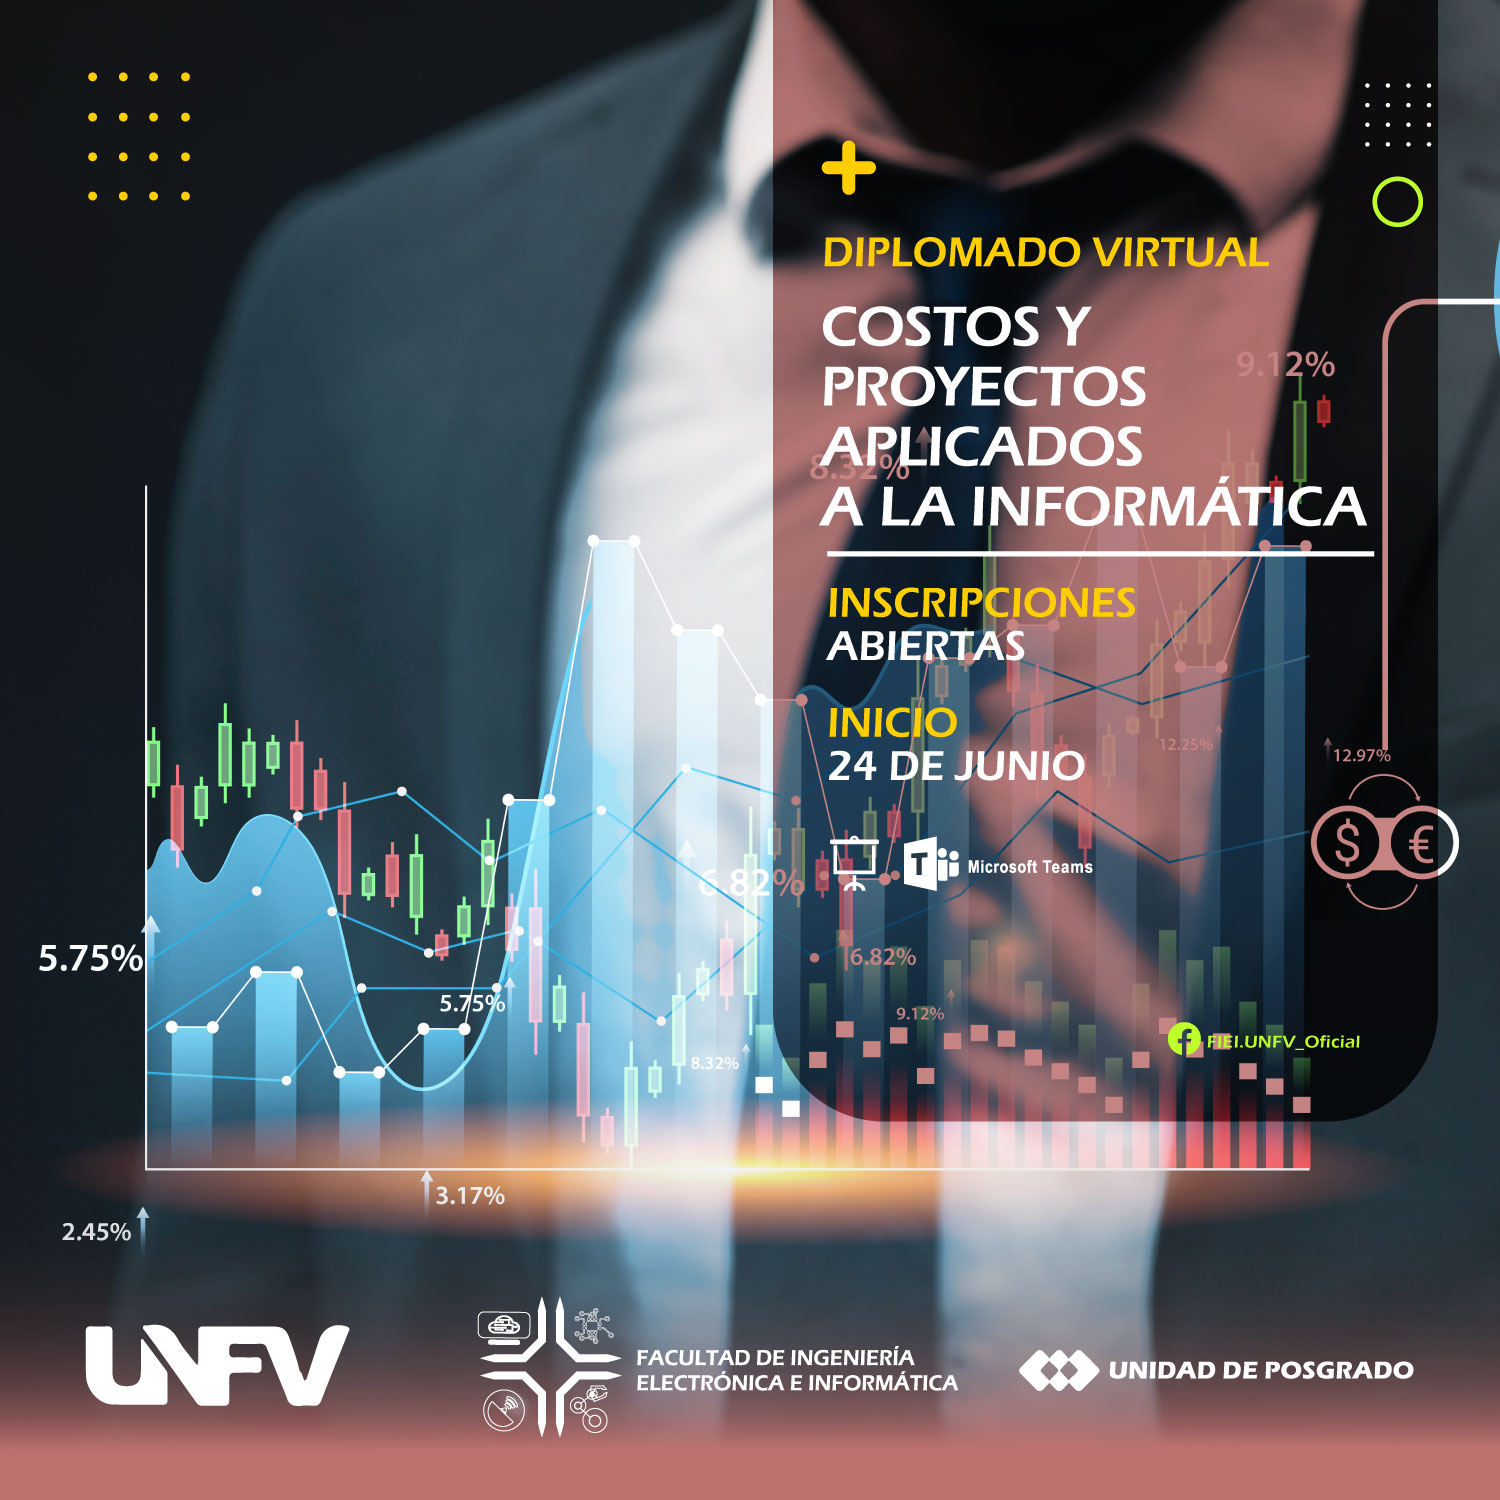 DIPLOMADO VIRTUAL
COSTOS Y
PROYECTOS
APLICADOS
A LA INFORMÁTICA
INSCRIPCIONES
ABIERTAS
INICIO
24 DE JUNIO
T Microsoft Teams
FIEI.UNFV_Oficial
9.12%
8.32%
12.25%
12.97%
$ €
6.82%
6.82%
5.75%
5.75%
9.12%
8.32%
3.17%
2.45%
UNFV
FACULTAD DE INGENIERÍA
ELECTRÓNICA E INFORMÁTICA
UNIDAD DE POSGRADO